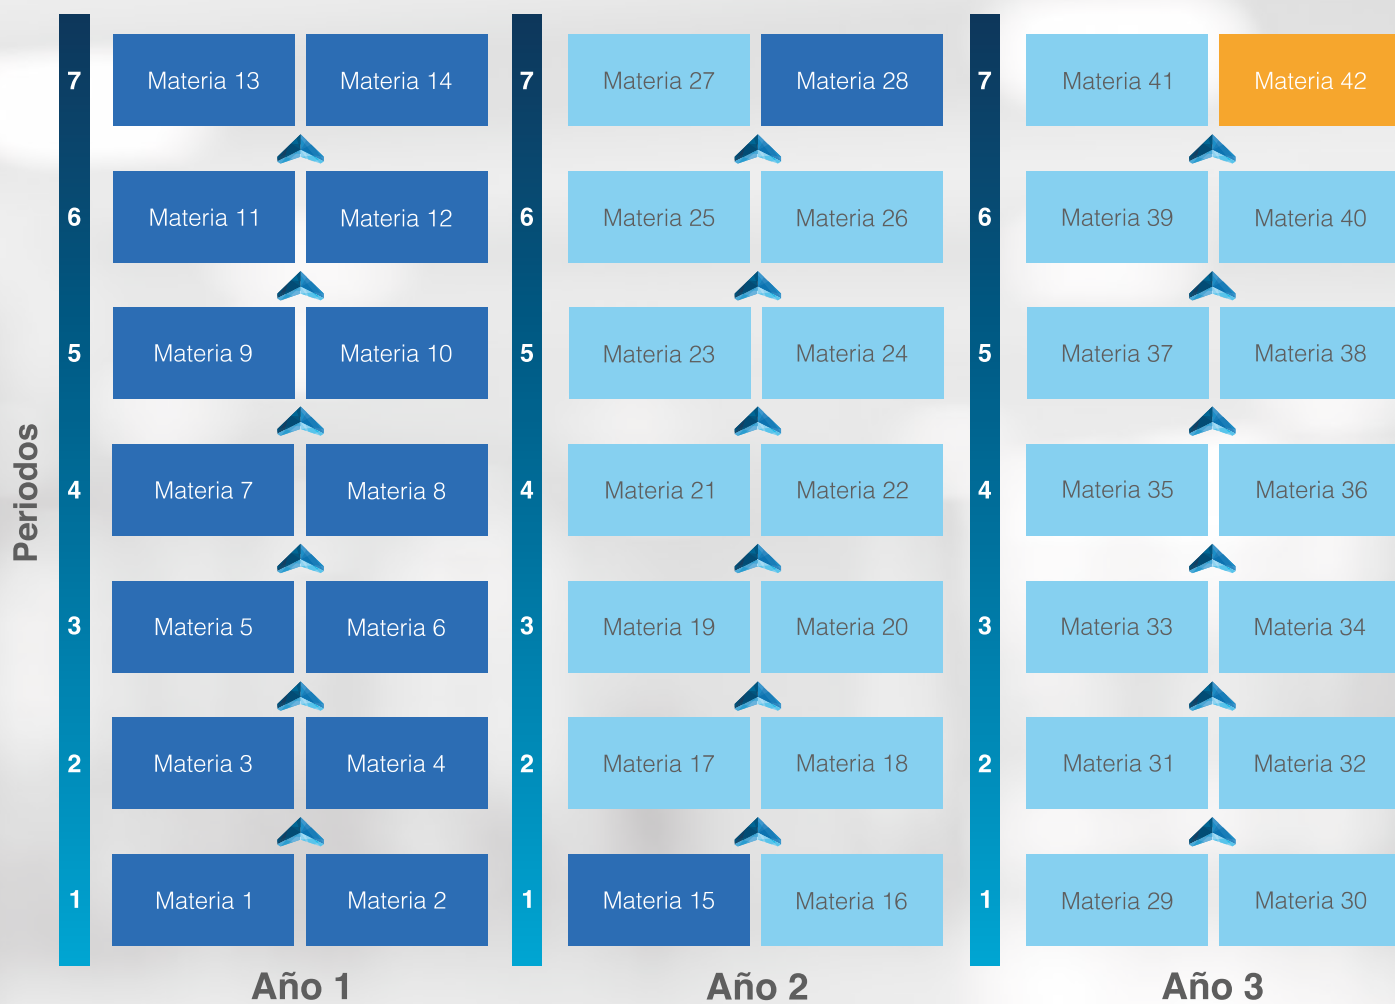 7 Materia 13 Materia 14 7 Materia 27 Materia 28 7 Materia 41 Materia 42
6 Materia 11 Materia 12 6 Materia 25 Materia 26 6 Materia 39 Materia 40
5 Materia 9 Materia 10 5 Materia 23 Materia 24 5 Materia 37 Materia 38
4 Materia 7 Materia 8 4 Materia 21 Materia 22 4 Materia 35 Materia 36
Periodos
3 Materia 5 Materia 6 3 Materia 19 Materia 20 3 Materia 33 Materia 34
2 Materia 3 Materia 4 2 Materia 17 Materia 18 2 Materia 31 Materia 32
1 Materia 1 Materia 2 1 Materia 15 Materia 16 1 Materia 29 Materia 30
Año 1 Año 2 Año 3